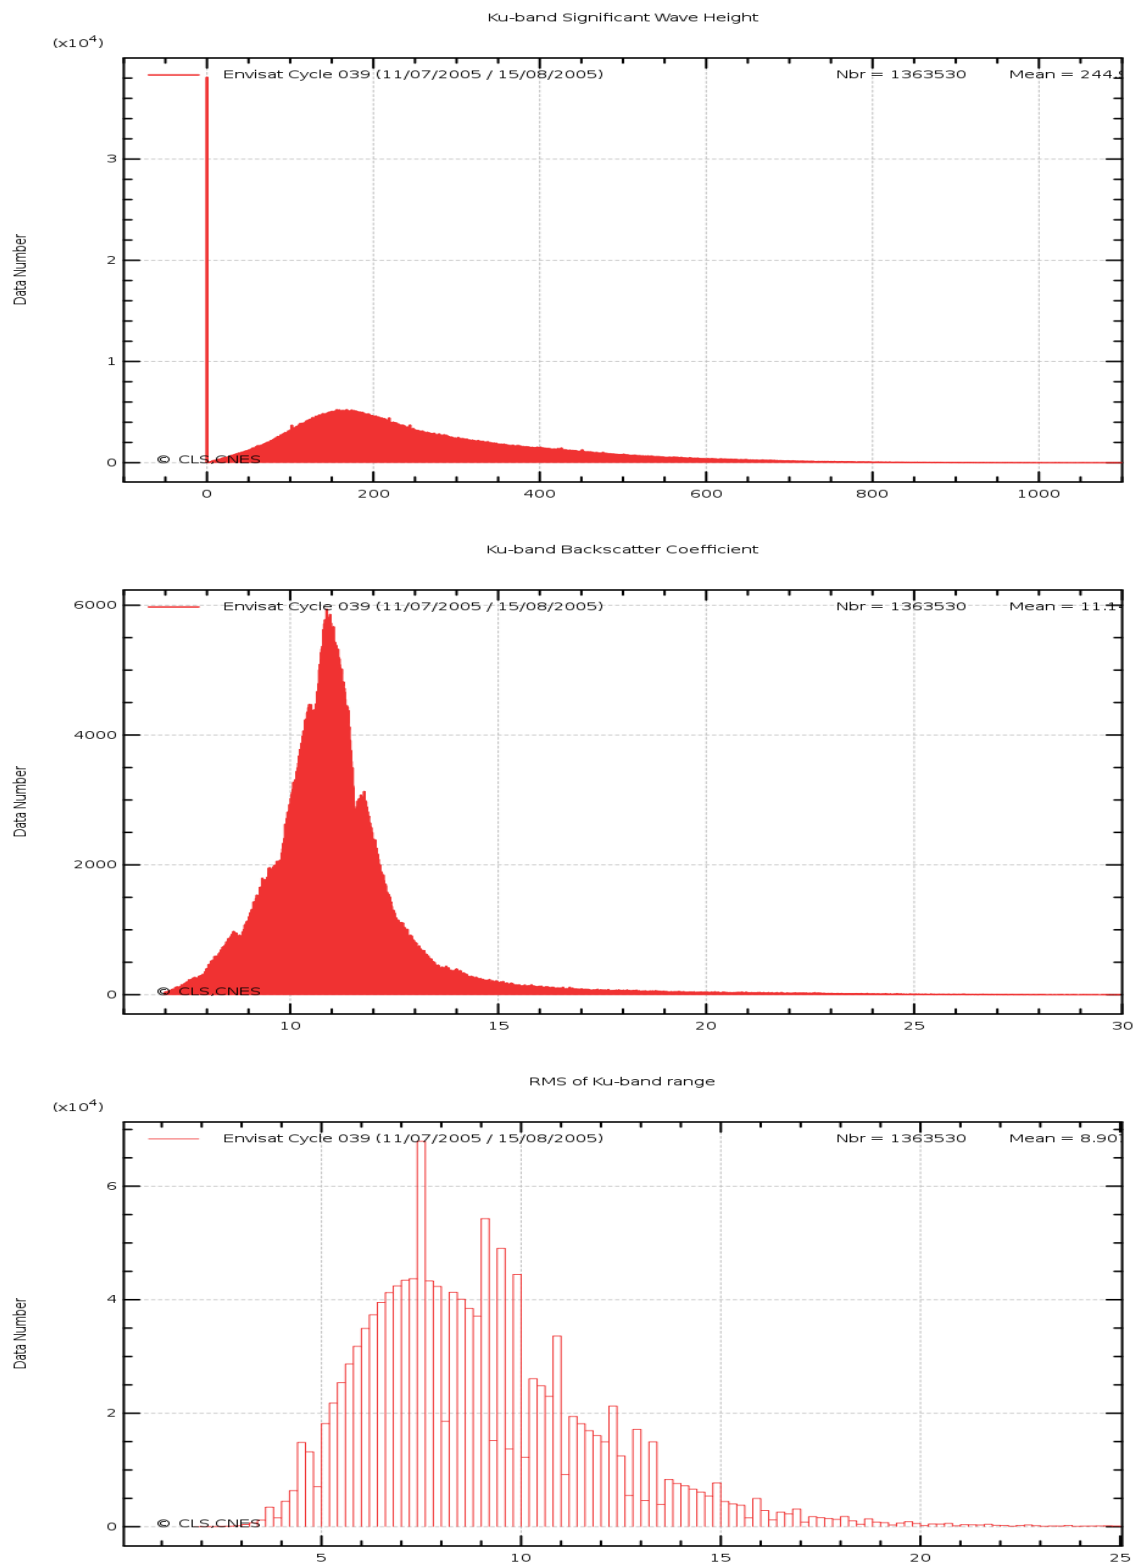 Ku-band Significant Wave Height
(x10⁴)
Envisat Cycle 039 (11/07/2005 / 15/08/2005) Nbr = 1363530 Mean = 244.
3
2
1
0
Data Number
© CLS,CNES
0 200 400 600 800 1000
Ku-band Backscatter Coefficient
Envisat Cycle 039 (11/07/2005 / 15/08/2005) Nbr = 1363530 Mean = 11.1
6000
4000
2000
0
Data Number
© CLS,CNES
10 15 20 25 30
RMS of Ku-band range
(x10⁴)
Envisat Cycle 039 (11/07/2005 / 15/08/2005) Nbr = 1363530 Mean = 8.90
6
4
2
0
Data Number
© CLS,CNES
5 10 15 20 25